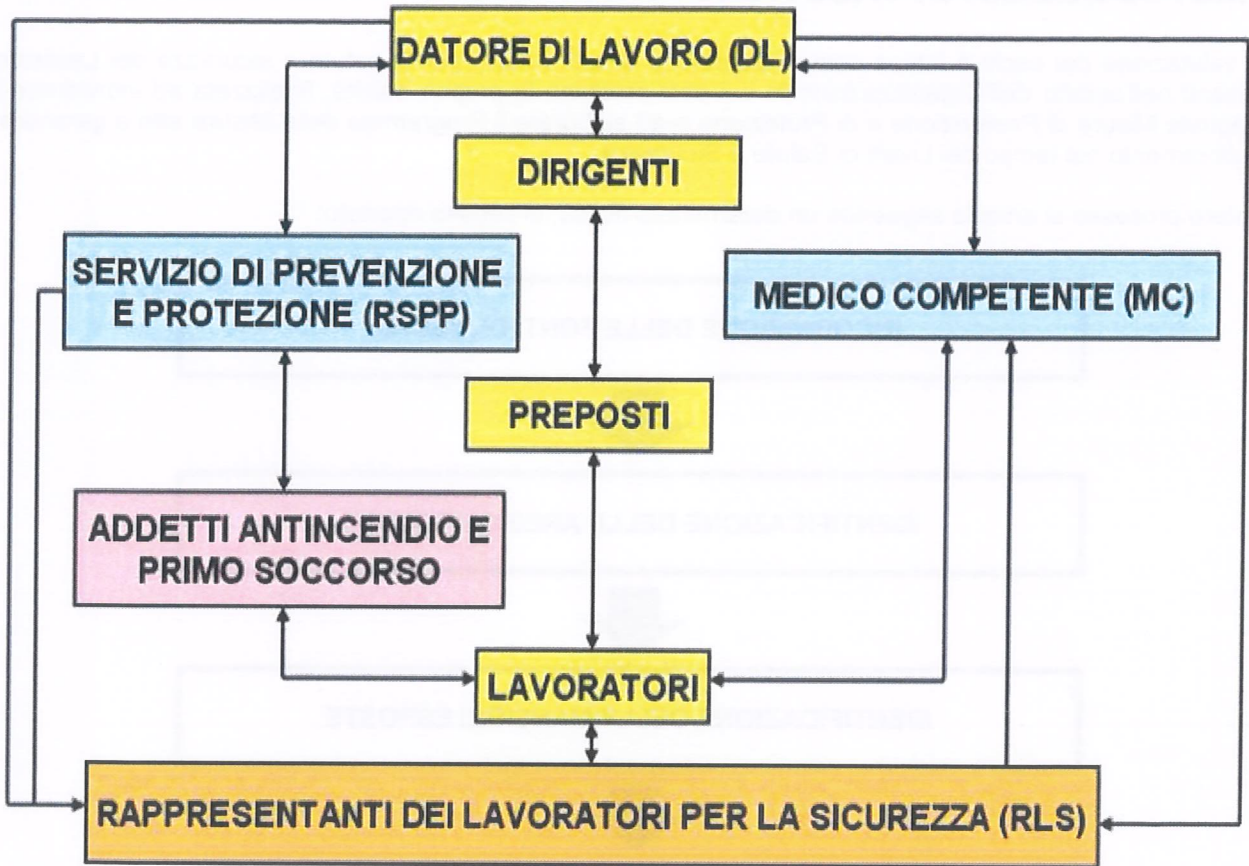 DATORE DI LAVORO (DL)
DIRIGENTI
SERVIZIO DI PREVENZIONE
E PROTEZIONE (RSPP)
MEDICO COMPETENTE (MC)
PREPOSTI
ADDETTI ANTINCENDIO E
PRIMO SOCCORSO
LAVORATORI
RAPPRESENTANTI DEI LAVORATORI PER LA SICUREZZA (RLS)